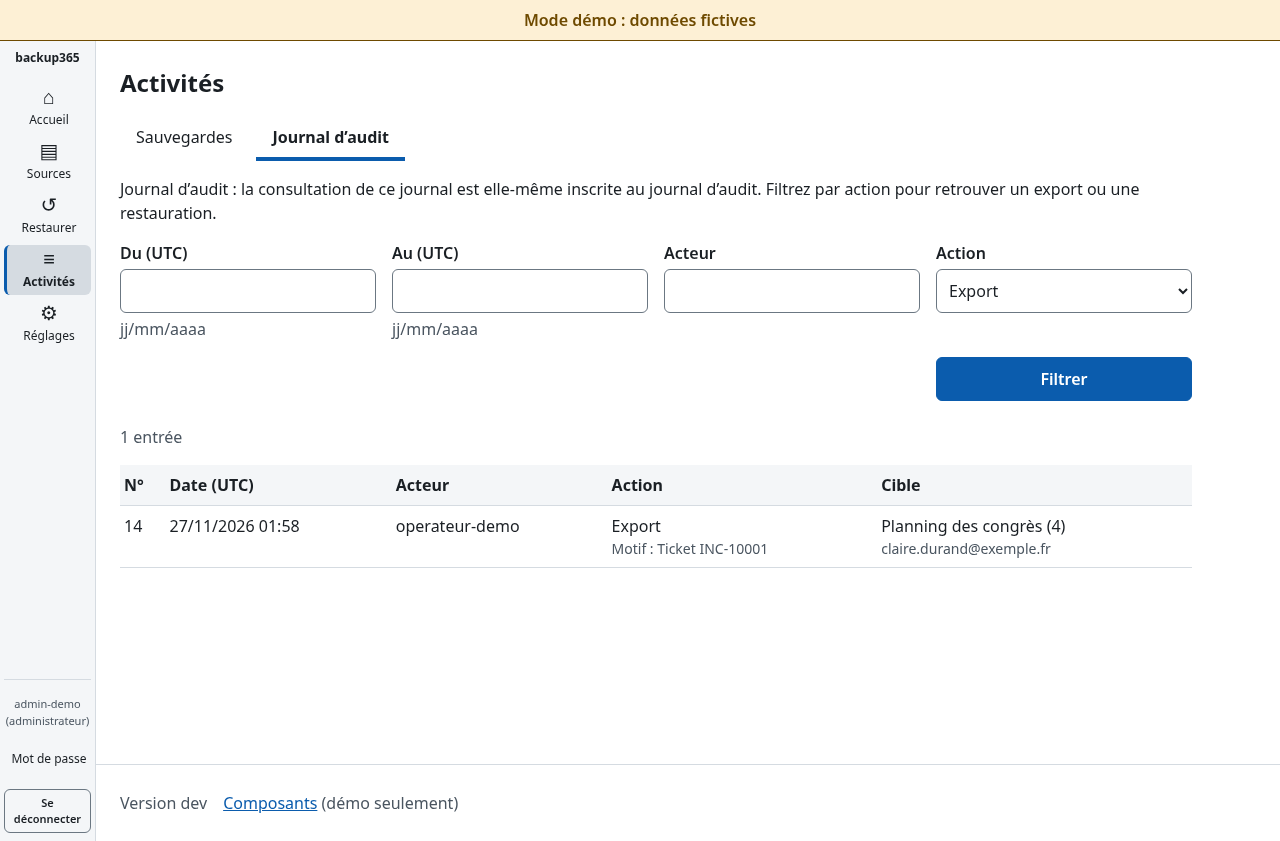 Mode démo : données fictives
backup365
Accueil
Sources
Restaurer
Activités
Réglages
admin-demo
(administrateur)
Mot de passe
Se
déconnecter
Activités
Sauvegardes
Journal d’audit
Journal d’audit : la consultation de ce journal est elle-même inscrite au journal d’audit. Filtrez par action pour retrouver un export ou une
restauration.
Du (UTC) Au (UTC) Acteur Action
Export
jj/mm/aaaa jj/mm/aaaa
Filtrer
1 entrée
N° Date (UTC) Acteur Action Cible
14 27/11/2026 01:58 operateur-demo Export Planning des congrès (4)
Motif : Ticket INC-10001 claire.durand@exemple.fr
Version dev Composants (démo seulement)